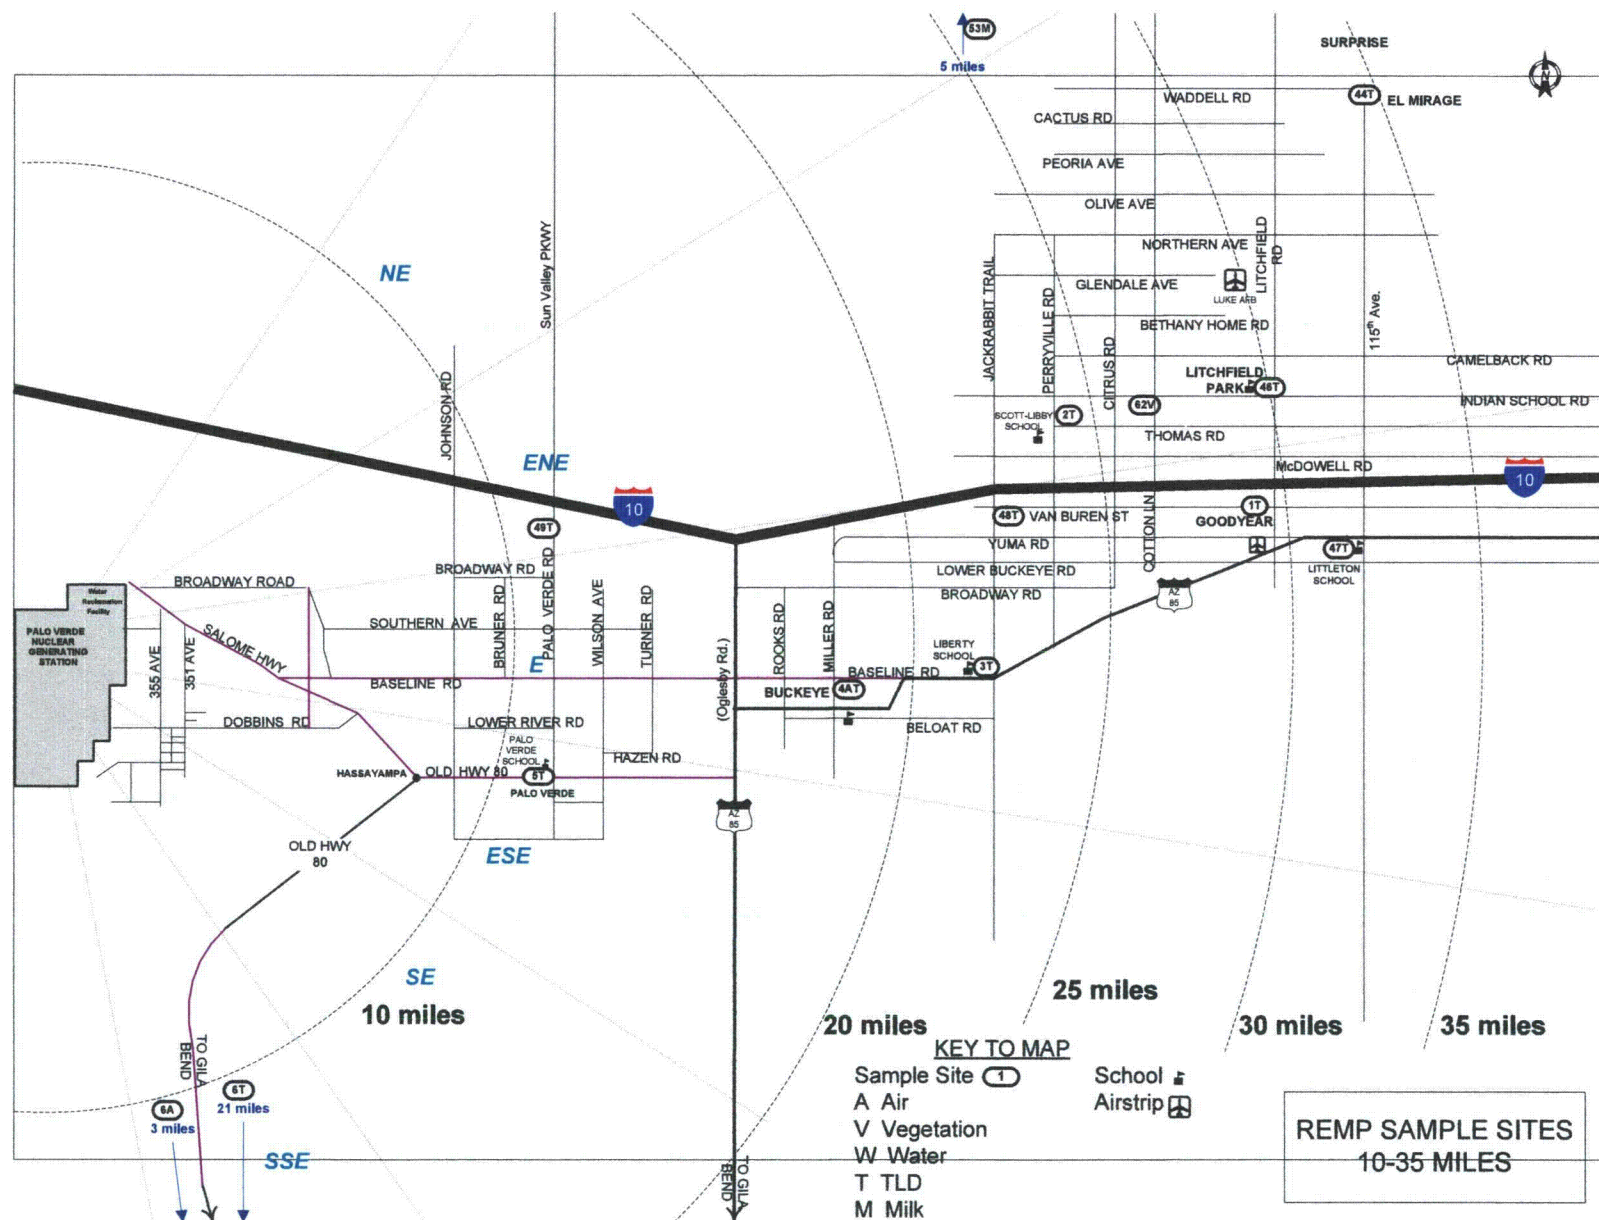 53M
5 miles
SURPRISE
N
44T
EL MIRAGE
WADDELL RD
CACTUS RD
PEORIA AVE
OLIVE AVE
NORTHERN AVE
LITCHFIELD
RD
GLENDALE AVE
LUKE AFB
BETHANY HOME RD
115th Ave.
JACKRABBIT TRAIL
PERRYVILLE RD
CITRUS RD
CAMELBACK RD
LITCHFIELD
PARK
46T
INDIAN SCHOOL RD
62V
2T
SCOTT-LIBBY
SCHOOL
THOMAS RD
McDOWELL RD
10
NE
Sun Valley PKWY
JOHNSON RD
ENE
10
49T
48T
VAN BUREN ST
COTTON LN
1T
GOODYEAR
YUMA RD
47T
LITTLETON
SCHOOL
LOWER BUCKEYE RD
BROADWAY RD
AZ
85
BROADWAY ROAD
BROADWAY RD
Water
Reclamation
Facility
PALO VERDE
NUCLEAR
GENERATING
STATION
SALOME HWY
355 AVE
351 AVE
SOUTHERN AVE
BRUNER RD
PALO VERDE RD
WILSON AVE
TURNER RD
E
(Oglesby Rd.)
ROOKS RD
MILLER RD
LIBERTY
SCHOOL
3T
BASELINE RD
BASELINE RD
BUCKEYE
4AT
DOBBINS RD
LOWER RIVER RD
BELOAT RD
PALO
VERDE
SCHOOL
HAZEN RD
HASSAYAMPA
OLD HWY 80
5T
PALO VERDE
AZ
85
OLD HWY
80
ESE
SE
10 miles
25 miles
20 miles
30 miles
35 miles
TO GILA
BEND
6T
21 miles
6A
3 miles
SSE
TO GILA
BEND
KEY TO MAP
Sample Site 1
School
A Air
Airstrip
V Vegetation
W Water
T TLD
M Milk
REMP SAMPLE SITES
10-35 MILES